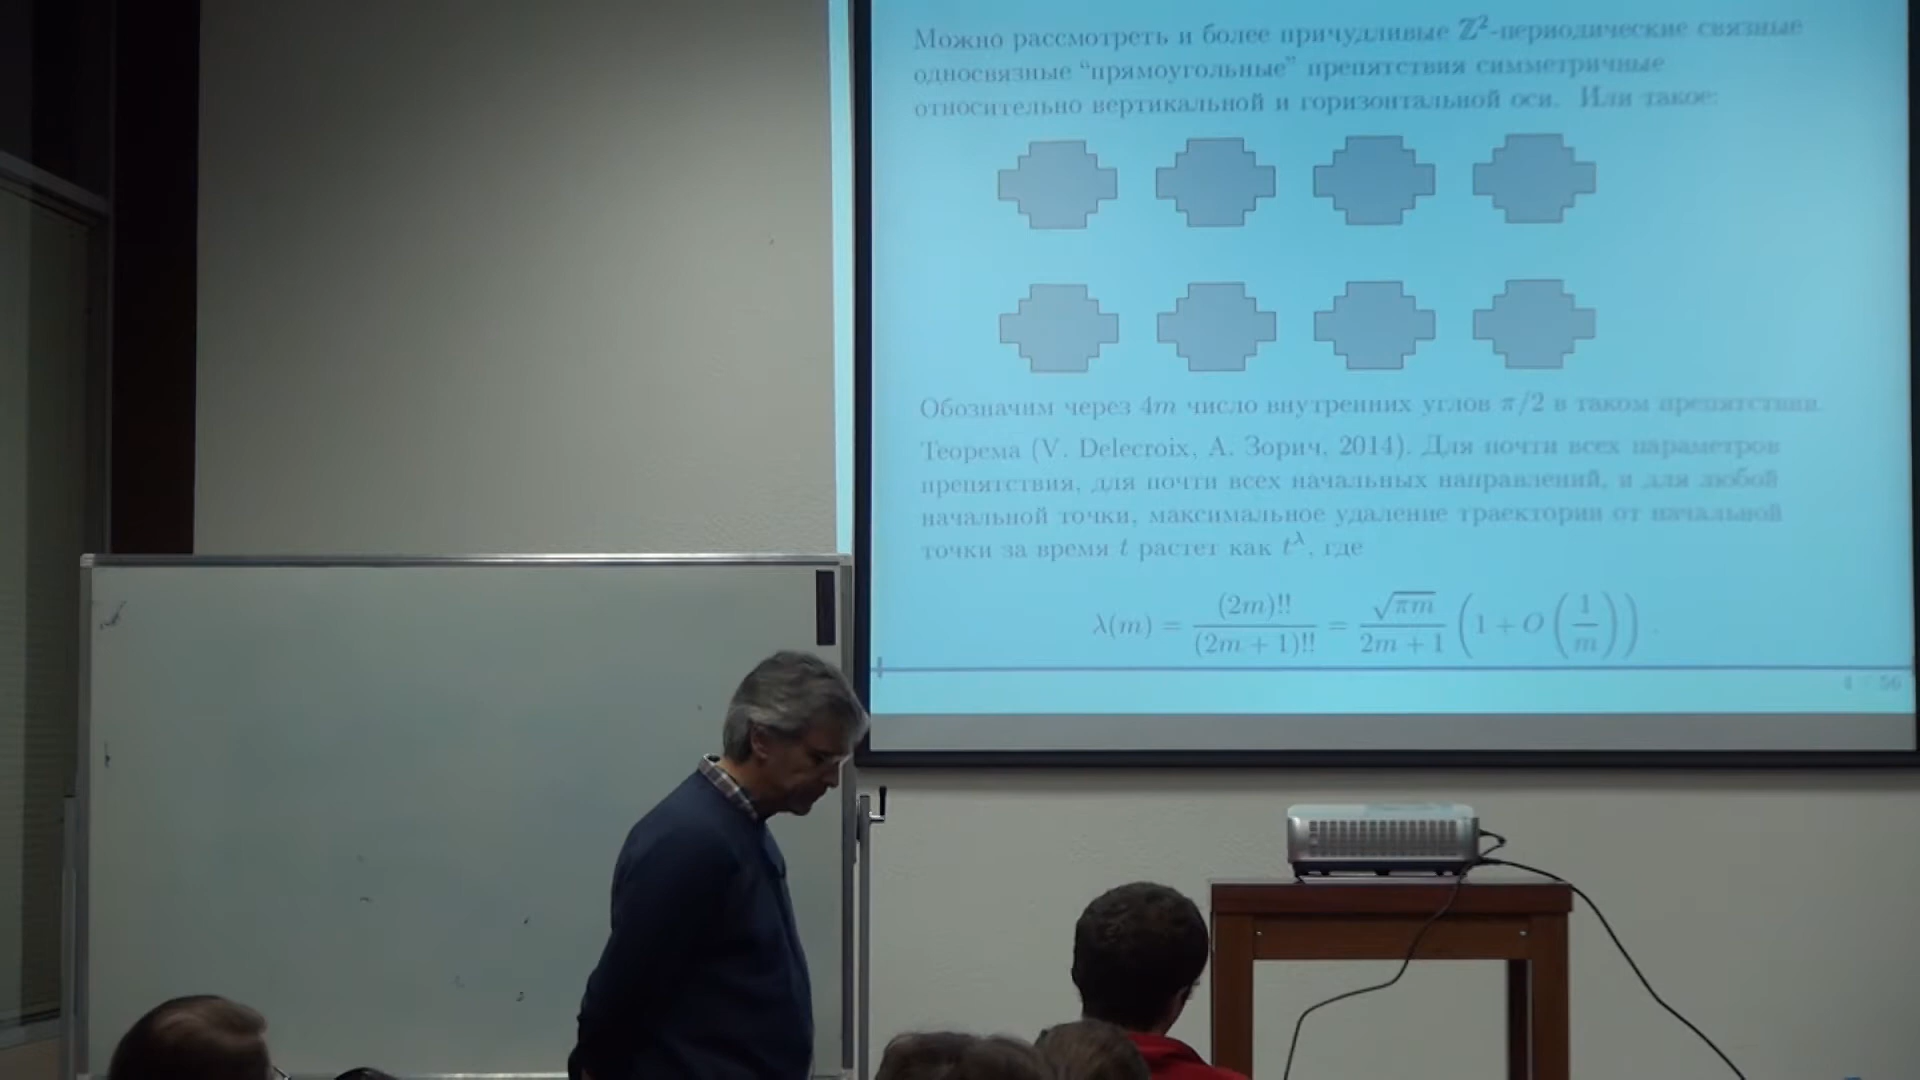 Можно рассмотреть и более причудливые ℤ²-периодические связные
односвязные “прямоугольные” препятствия симметричные
относительно вертикальной и горизонтальной оси. Или такое:
Обозначим через 4m число внутренних углов π/2 в таком препятствии.
Теорема (V. Delecroix, А. Зорич, 2014). Для почти всех параметров
препятствия, для почти всех начальных направлений, и для любой
начальной точки, максимальное удаление траектории от начальной
точки за время t растет как t^λ, где
λ(m) = (2m)!! / (2m + 1)!! = √(πm) / (2m + 1) (1 + O(1/m)) .
4 / 56